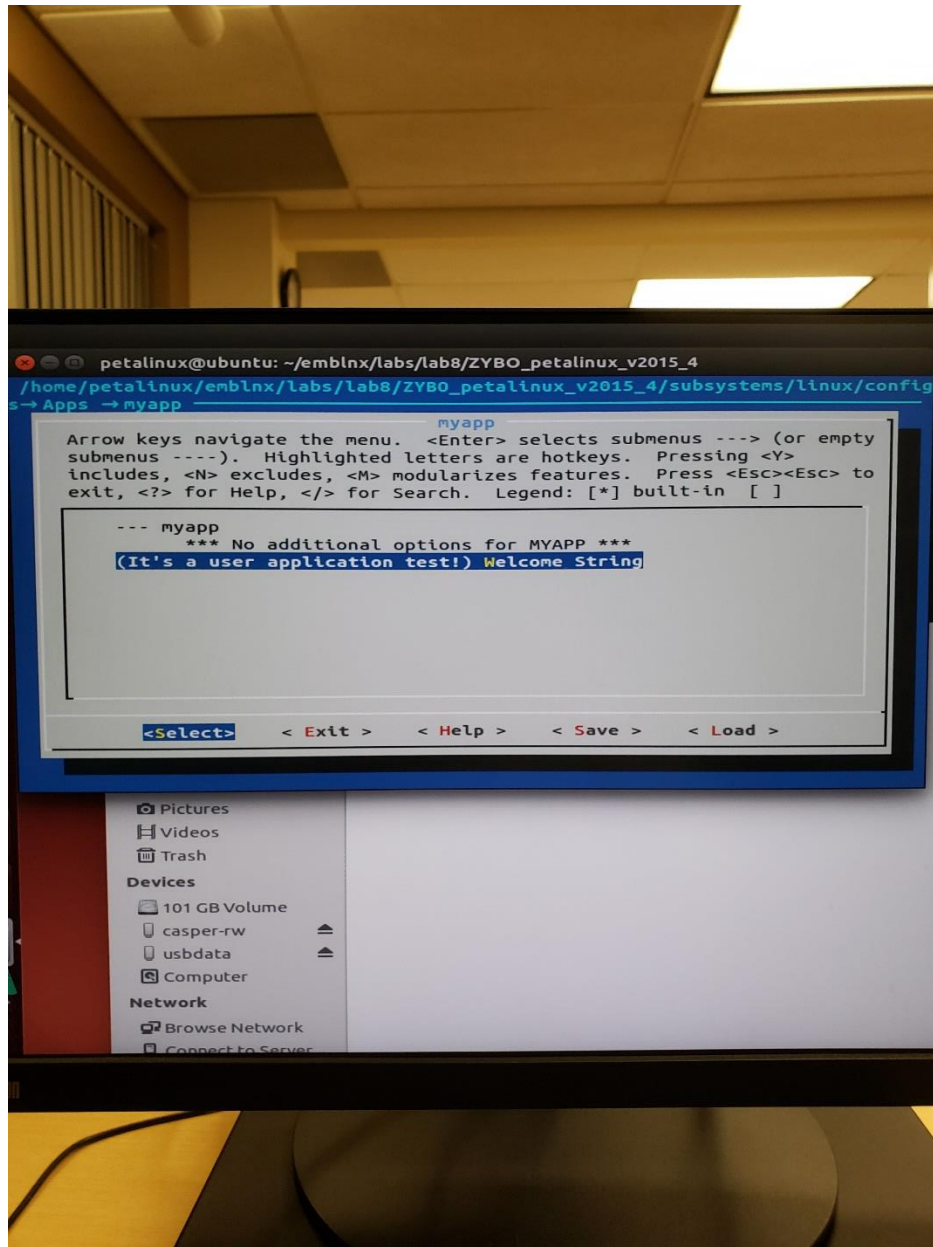 petalinux@ubuntu: ~/emblnx/labs/lab8/ZYBO_petalinux_v2015_4
/home/petalinux/emblnx/labs/lab8/ZYBO_petalinux_v2015_4/subsystems/linux/config
s→ Apps → myapp
myapp
Arrow keys navigate the menu. <Enter> selects submenus ---> (or empty
submenus ----). Highlighted letters are hotkeys. Pressing <Y>
includes, <N> excludes, <M> modularizes features. Press <Esc><Esc> to
exit, <?> for Help, </> for Search. Legend: [*] built-in [ ]
--- myapp
*** No additional options for MYAPP ***
(It's a user application test!) Welcome String
<Select> < Exit > < Help > < Save > < Load >
Pictures
Videos
Trash
Devices
101 GB Volume
casper-rw
usbdata
Computer
Network
Browse Network
Connect to Server